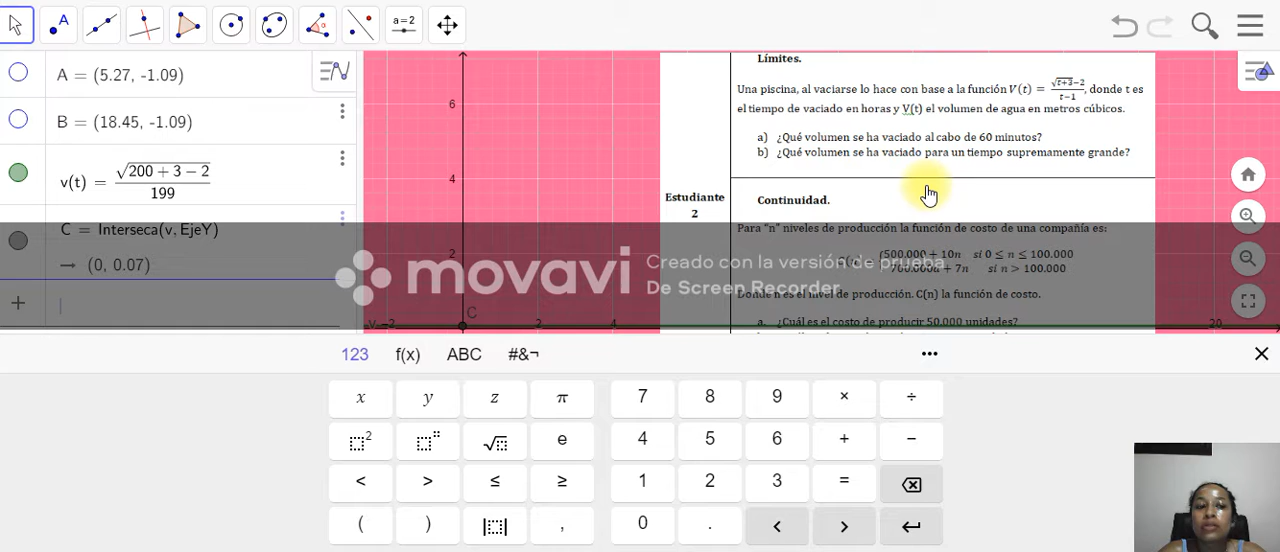 A
a=2
A = (5.27, -1.09)
B = (18.45, -1.09)
v(t) = √200 + 3 − 2 / 199
C = Interseca(v, EjeY)
→ (0, 0.07)
6
4
2
C
v −2
2
4
20
Estudiante
2
Límites.
Una piscina, al vaciarse lo hace con base a la función V(t) = √t+3−2 / t−1, donde t es
el tiempo de vaciado en horas y V(t) el volumen de agua en metros cúbicos.
a) ¿Qué volumen se ha vaciado al cabo de 60 minutos?
b) ¿Qué volumen se ha vaciado para un tiempo supremamente grande?
Continuidad.
Para "n" niveles de producción la función de costo de una compañía es:
500.000 + 10n si 0 ≤ n ≤ 100.000
700.000a + 7n si n > 100.000
Donde n es el nivel de producción. C(n) la función de costo.
a. ¿Cuál es el costo de producir 50.000 unidades?
movavi
Creado con la versión de prueba.
De Screen Recorder
123 f(x) ABC #&¬ •••
x y z π 7 8 9 × ÷
√ e 4 5 6 + −
< > ≤ ≥ 1 2 3 =
( ) , 0 . < >